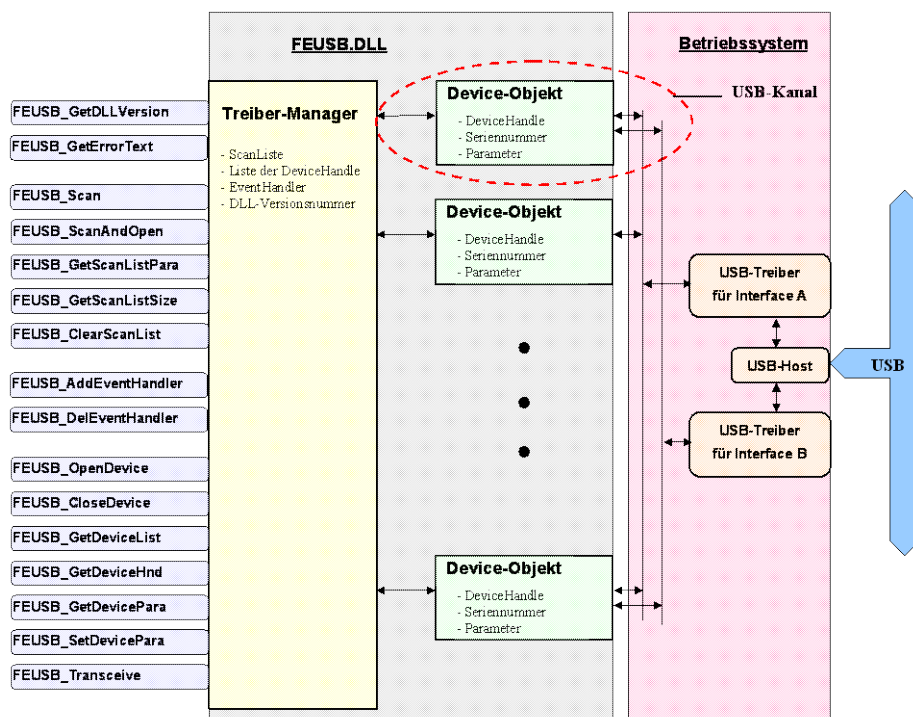 FEUSB.DLL
Betriebssystem
FEUSB_GetDLLVersion
FEUSB_GetErrorText
FEUSB_Scan
FEUSB_ScanAndOpen
FEUSB_GetScanListPara
FEUSB_GetScanListSize
FEUSB_ClearScanList
FEUSB_AddEventHandler
FEUSB_DelEventHandler
FEUSB_OpenDevice
FEUSB_CloseDevice
FEUSB_GetDeviceList
FEUSB_GetDeviceHnd
FEUSB_GetDevicePara
FEUSB_SetDevicePara
FEUSB_Transceive
Treiber-Manager
- ScanListe
- Liste der DeviceHandle
- EventHandler
- DLL-Versionsnummer
Device-Objekt
- DeviceHandle
- Seriennummer
- Parameter
Device-Objekt
- DeviceHandle
- Seriennummer
- Parameter
Device-Objekt
- DeviceHandle
- Seriennummer
- Parameter
USB-Kanal
USB-Treiber
für Interface A
USB-Host
USB-Treiber
für Interface B
USB